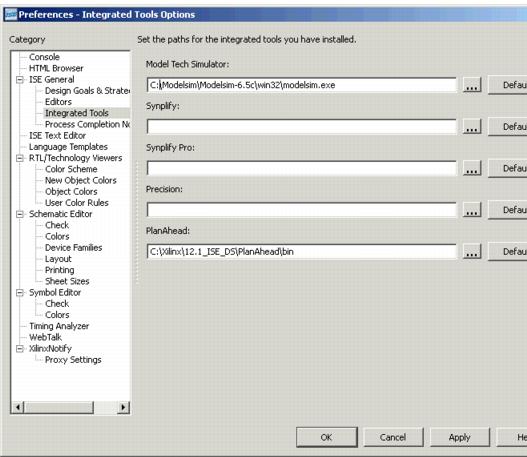 Preferences - Integrated Tools Options
Category
Console
HTML Browser
ISE General
Design Goals & Strate
Editors
Integrated Tools
Process Completion No
ISE Text Editor
Language Templates
RTL/Technology Viewers
Color Scheme
New Object Colors
Object Colors
User Color Rules
Schematic Editor
Check
Colors
Device Families
Layout
Printing
Sheet Sizes
Symbol Editor
Check
Colors
Timing Analyzer
WebTalk
XilinxNotify
Proxy Settings
Set the paths for the integrated tools you have installed.
Model Tech Simulator:
C:\Modelsim\Modelsim-6.5c\win32\modelsim.exe
... Defau
Synplify:
... Defau
Synplify Pro:
... Defau
Precision:
... Defau
PlanAhead:
C:\Xilinx\12.1_ISE_DS\PlanAhead\bin
... Defau
OK Cancel Apply He